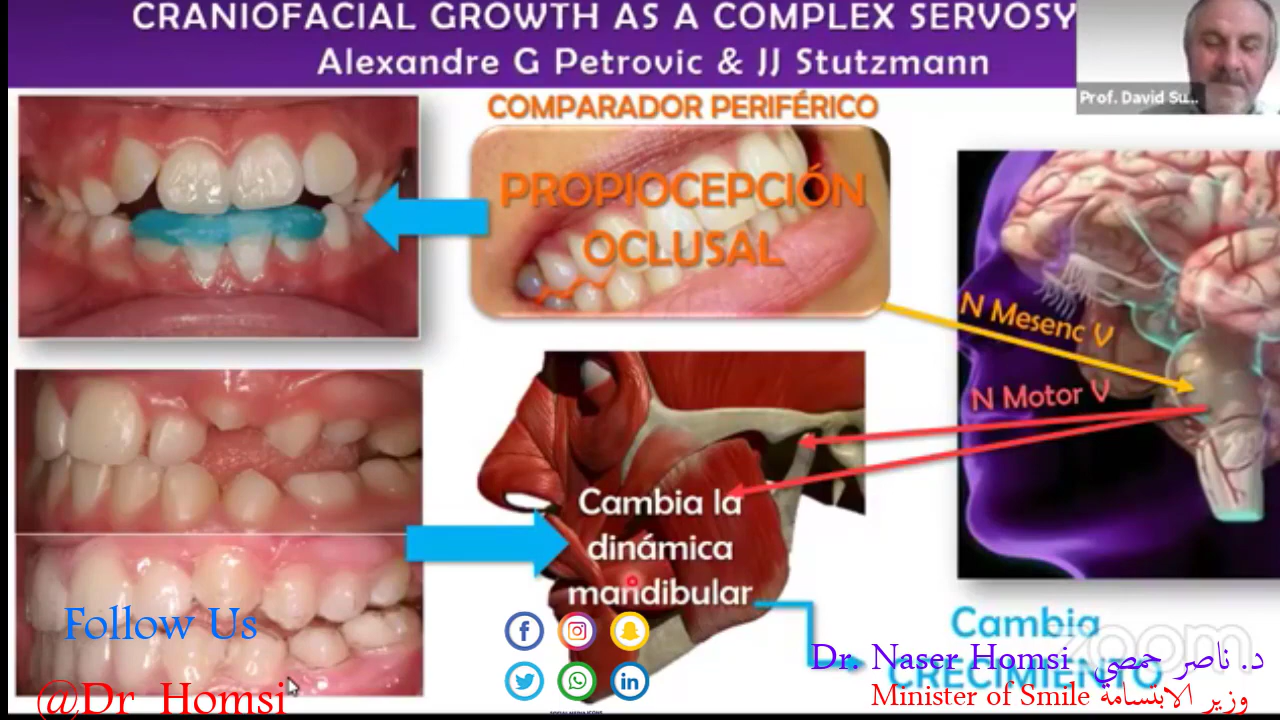 CRANIOFACIAL GROWTH AS A COMPLEX SERVOSY
Alexandre G Petrovic & JJ Stutzmann
Prof. David Su...
COMPARADOR PERIFÉRICO
PROPIOCEPCIÓN
OCLUSAL
N Mesenc V
N Motor V
Cambia la
dinámica
mandibular
Cambia
CRECIMIENTO
zoom
Follow Us
@Dr_Homsi
Dr. Naser Homsi د. ناصر حمصي
Minister of Smile وزير الابتسامة